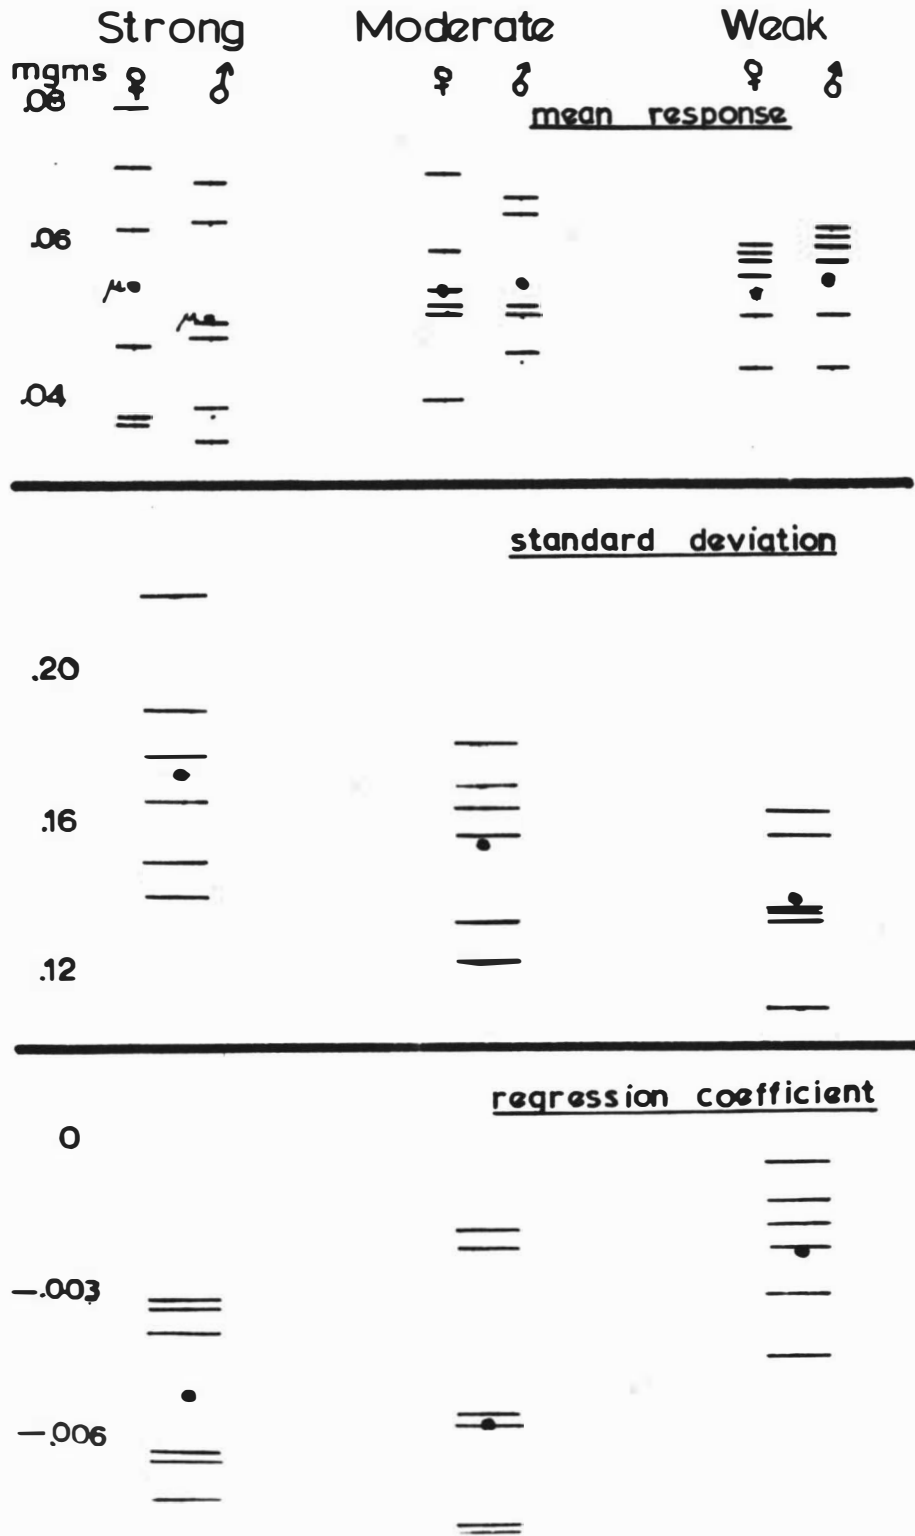 Strong Moderate Weak
mgms ♀ ♂ ♀ ♂ ♀ ♂
.08
mean response
.06
μ
μ
.04
standard deviation
.20
.16
.12
regression coefficient
0
-.003
-.006